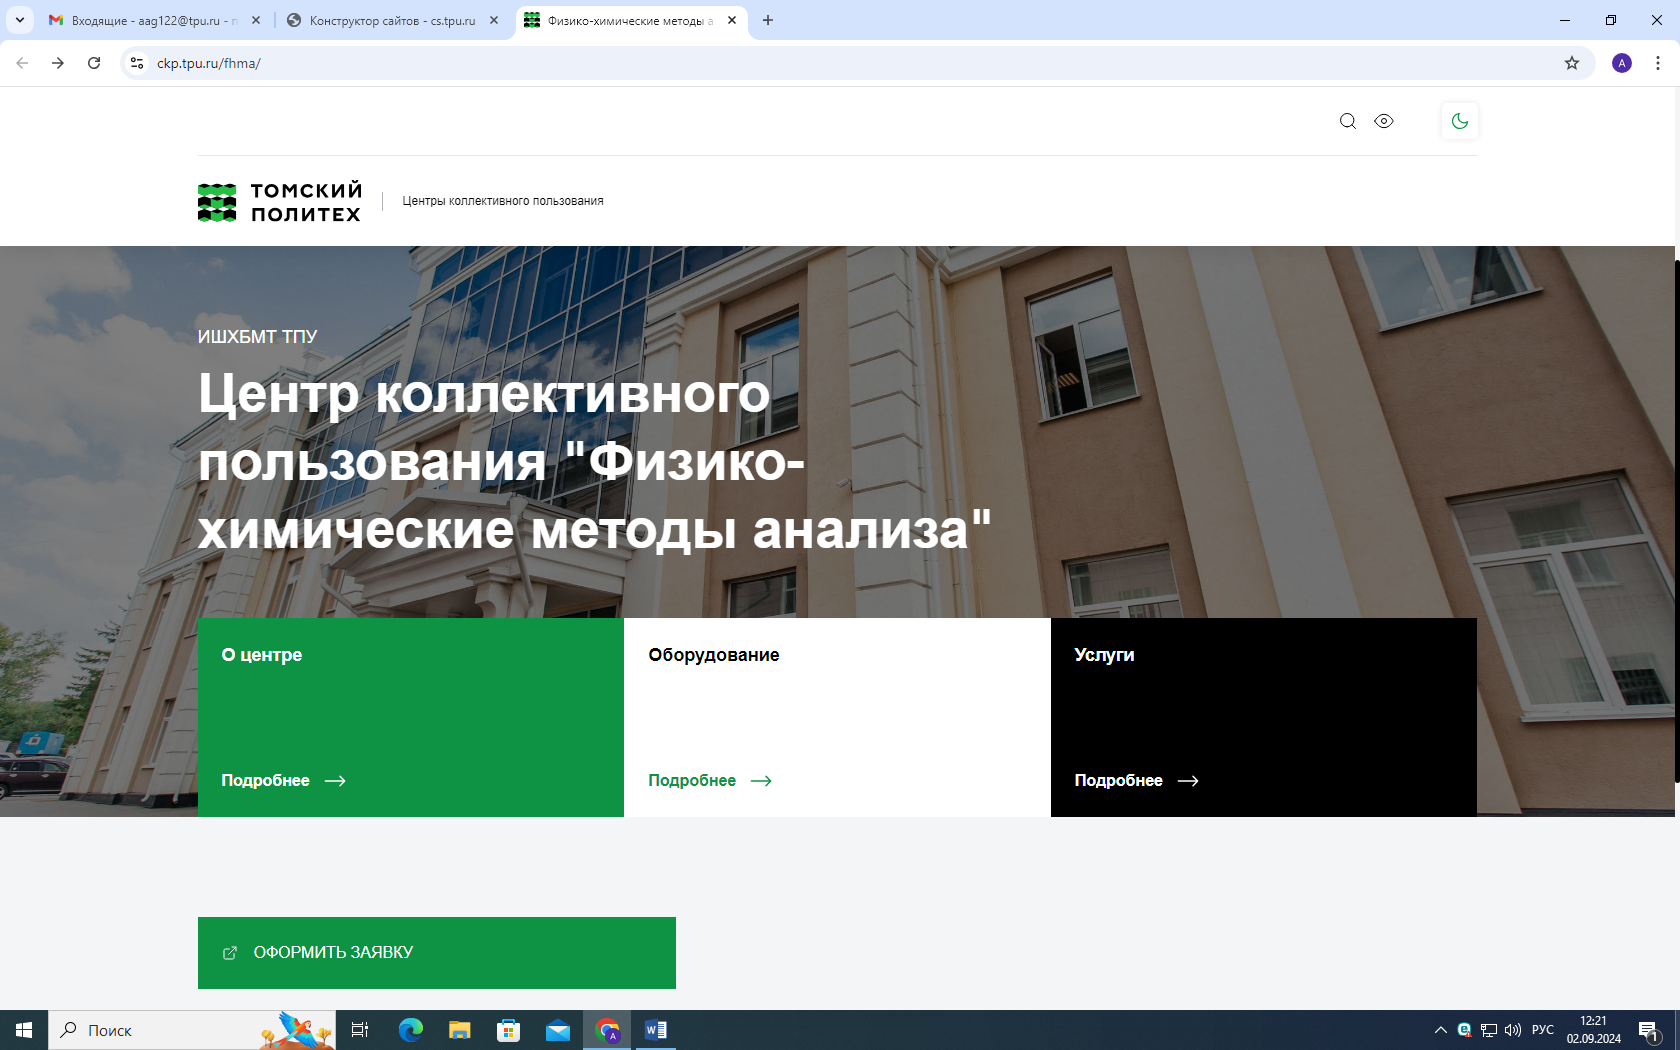 Входящие - aag122@tpu.ru - п
Конструктор сайтов - cs.tpu.ru
Физико-химические методы а
ckp.tpu.ru/fhma/
A
ТОМСКИЙ
ПОЛИТЕХ
Центры коллективного пользования
ИШХБМТ ТПУ
Центр коллективного
пользования "Физико-
химические методы анализа"
О центре
Оборудование
Услуги
Подробнее
Подробнее
Подробнее
ОФОРМИТЬ ЗАЯВКУ
Поиск
A
W
РУС
12:21
02.09.2024
1